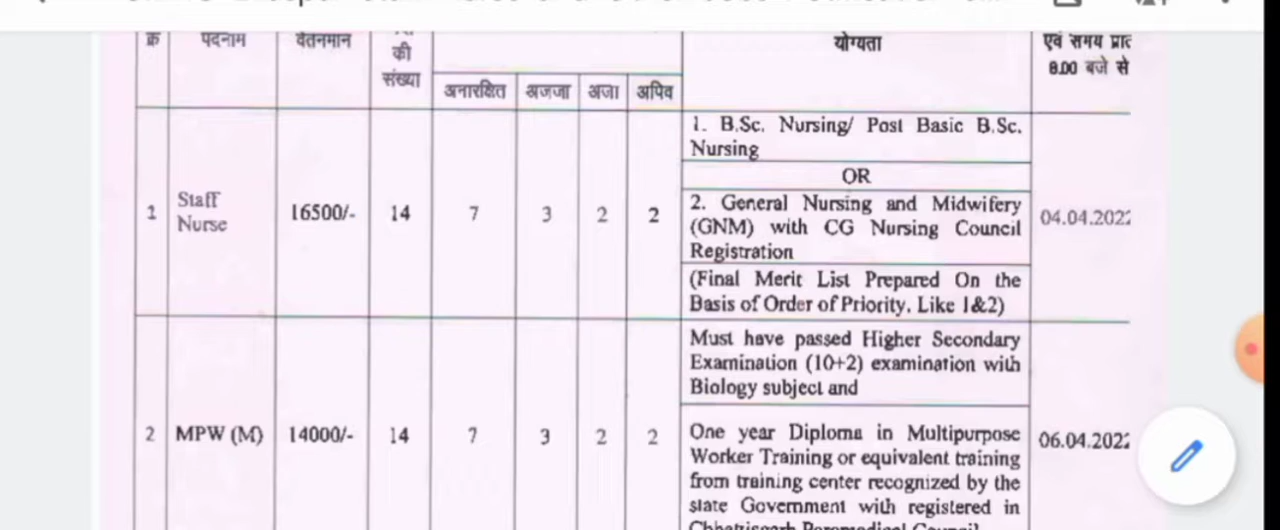 क्र पदनाम वेतनमान की संख्या योग्यता
एवं समय प्रात
8.00 बजे से
अनारक्षित अजजा अजा अपिव
1 Staff Nurse 16500/- 14 7 3 2 2
1. B.Sc. Nursing/ Post Basic B.Sc.
Nursing
OR
2. General Nursing and Midwifery
(GNM) with CG Nursing Council
Registration
(Final Merit List Prepared On the
Basis of Order of Priority. Like 1&2)
04.04.2022
2 MPW (M) 14000/- 14 7 3 2 2
Must have passed Higher Secondary
Examination (10+2) examination with
Biology subject and
One year Diploma in Multipurpose
Worker Training or equivalent training
from training center recognized by the
state Government with registered in
Chhattisgarh Paramedical Council
06.04.2022